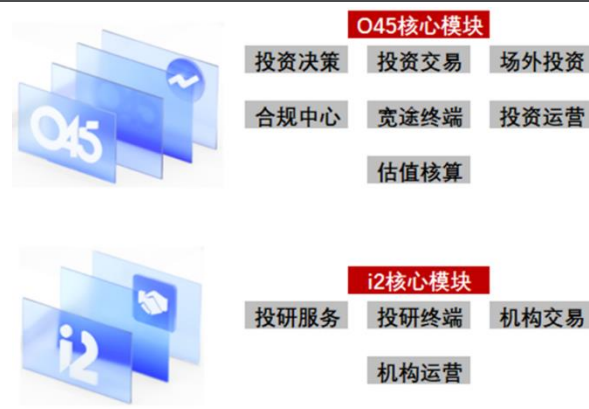 O45核心模块
投资决策 投资交易 场外投资
O45
合规中心 宽途终端 投资运营
估值核算
i2核心模块
投研服务 投研终端 机构交易
i2
机构运营